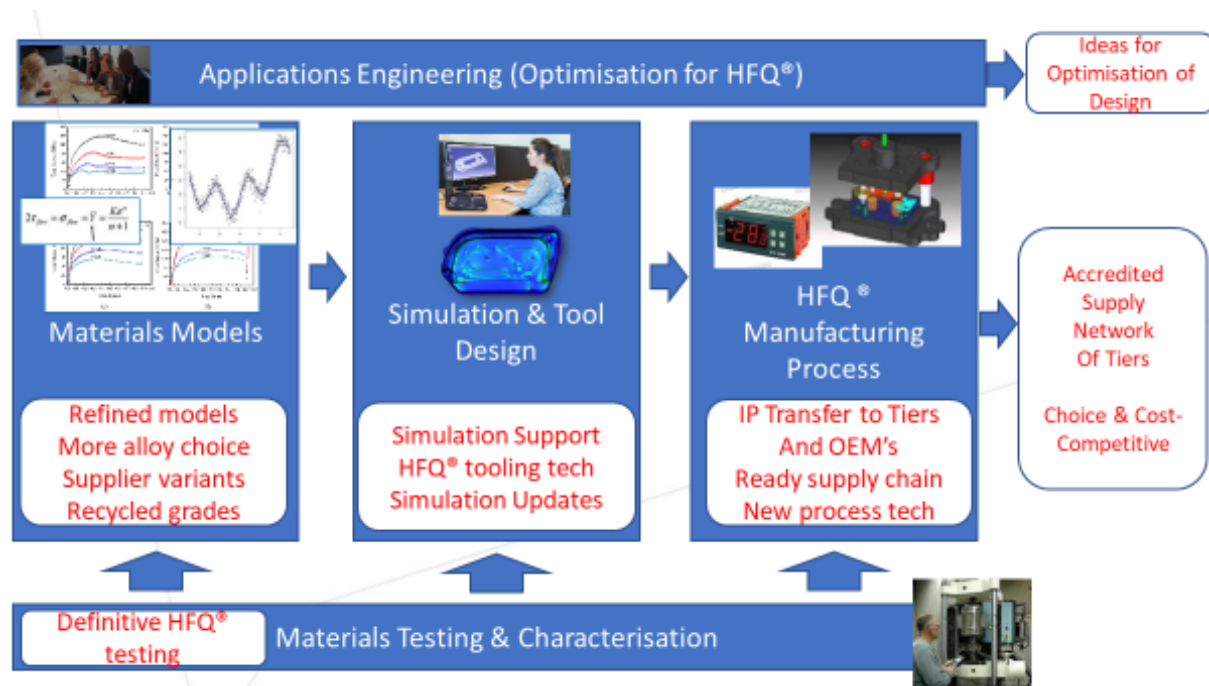 Applications Engineering (Optimisation for HFQ®)
Ideas for
Optimisation of
Design
Materials Models
Refined models
More alloy choice
Supplier variants
Recycled grades
Simulation & Tool
Design
Simulation Support
HFQ® tooling tech
Simulation Updates
HFQ ®
Manufacturing
Process
IP Transfer to Tiers
And OEM's
Ready supply chain
New process tech
Accredited
Supply
Network
Of Tiers
Choice & Cost-
Competitive
Definitive HFQ®
testing
Materials Testing & Characterisation